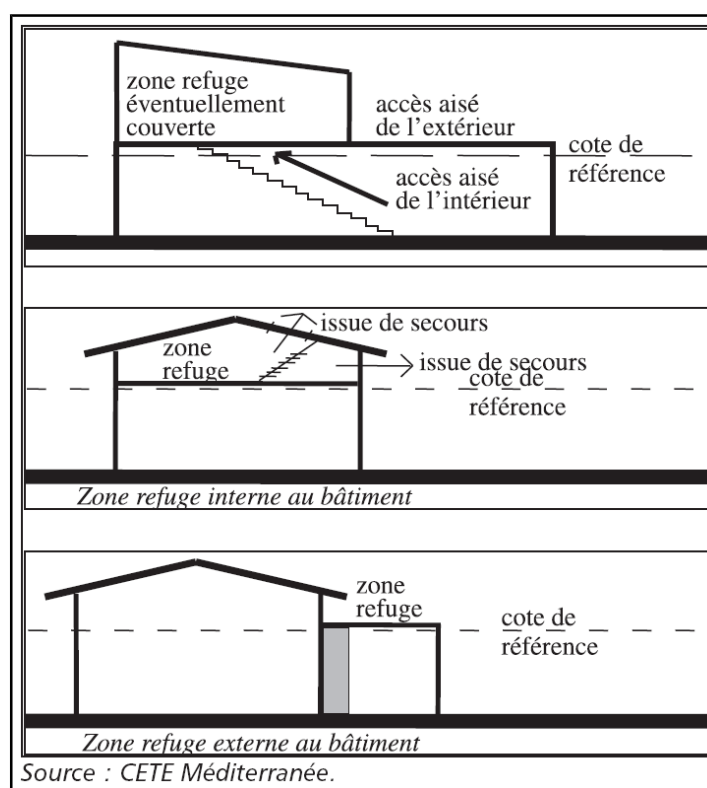 zone refuge
éventuellement
couverte
accès aisé
de l'extérieur
cote de
référence
accès aisé
de l'intérieur
issue de secours
zone
refuge
issue de secours
cote de
référence
Zone refuge interne au bâtiment
zone
refuge
cote de
référence
Zone refuge externe au bâtiment
Source : CETE Méditerranée.